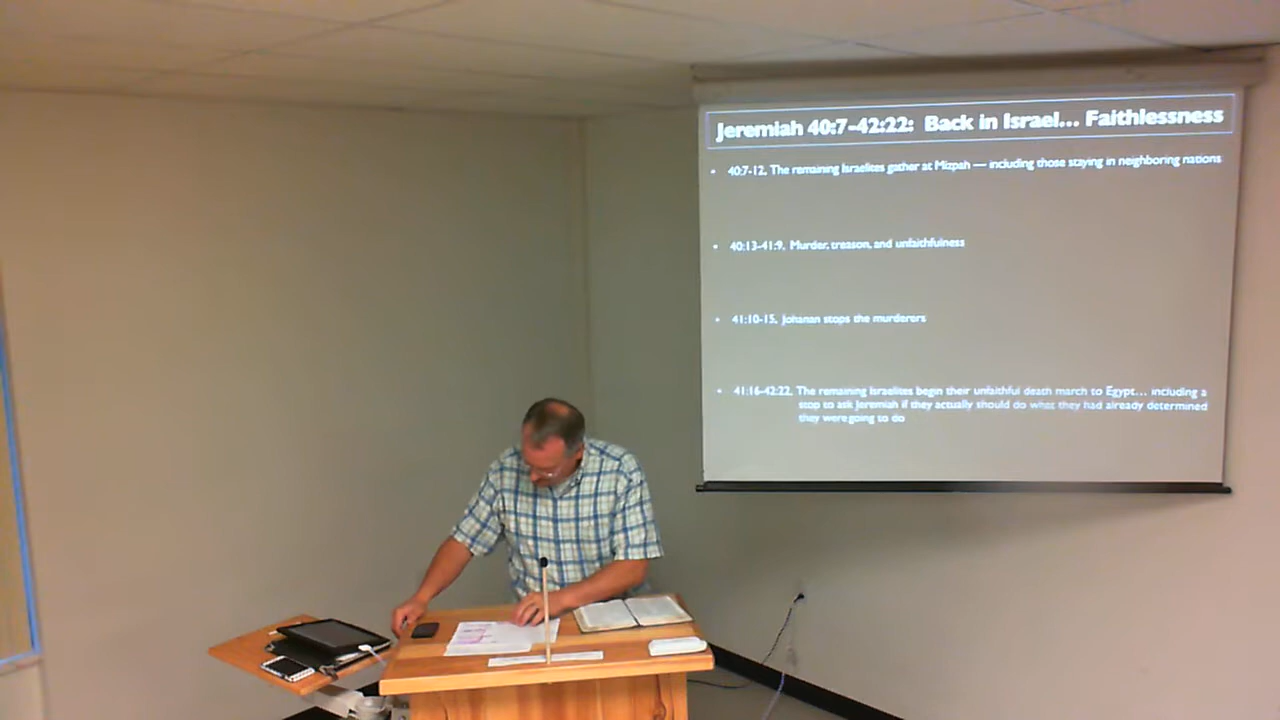 Jeremiah 40:7-42:22: Back in Israel... Faithlessness
• 40:7-12. The remaining Israelites gather at Mizpah — including those staying in neighboring nations
• 40:13-41:9. Murder, treason, and unfaithfulness
• 41:10-15. Johanan stops the murderers
• 41:16-42:22. The remaining Israelites begin their unfaithful death march to Egypt... including a
stop to ask Jeremiah if they actually should do what they had already determined
they were going to do